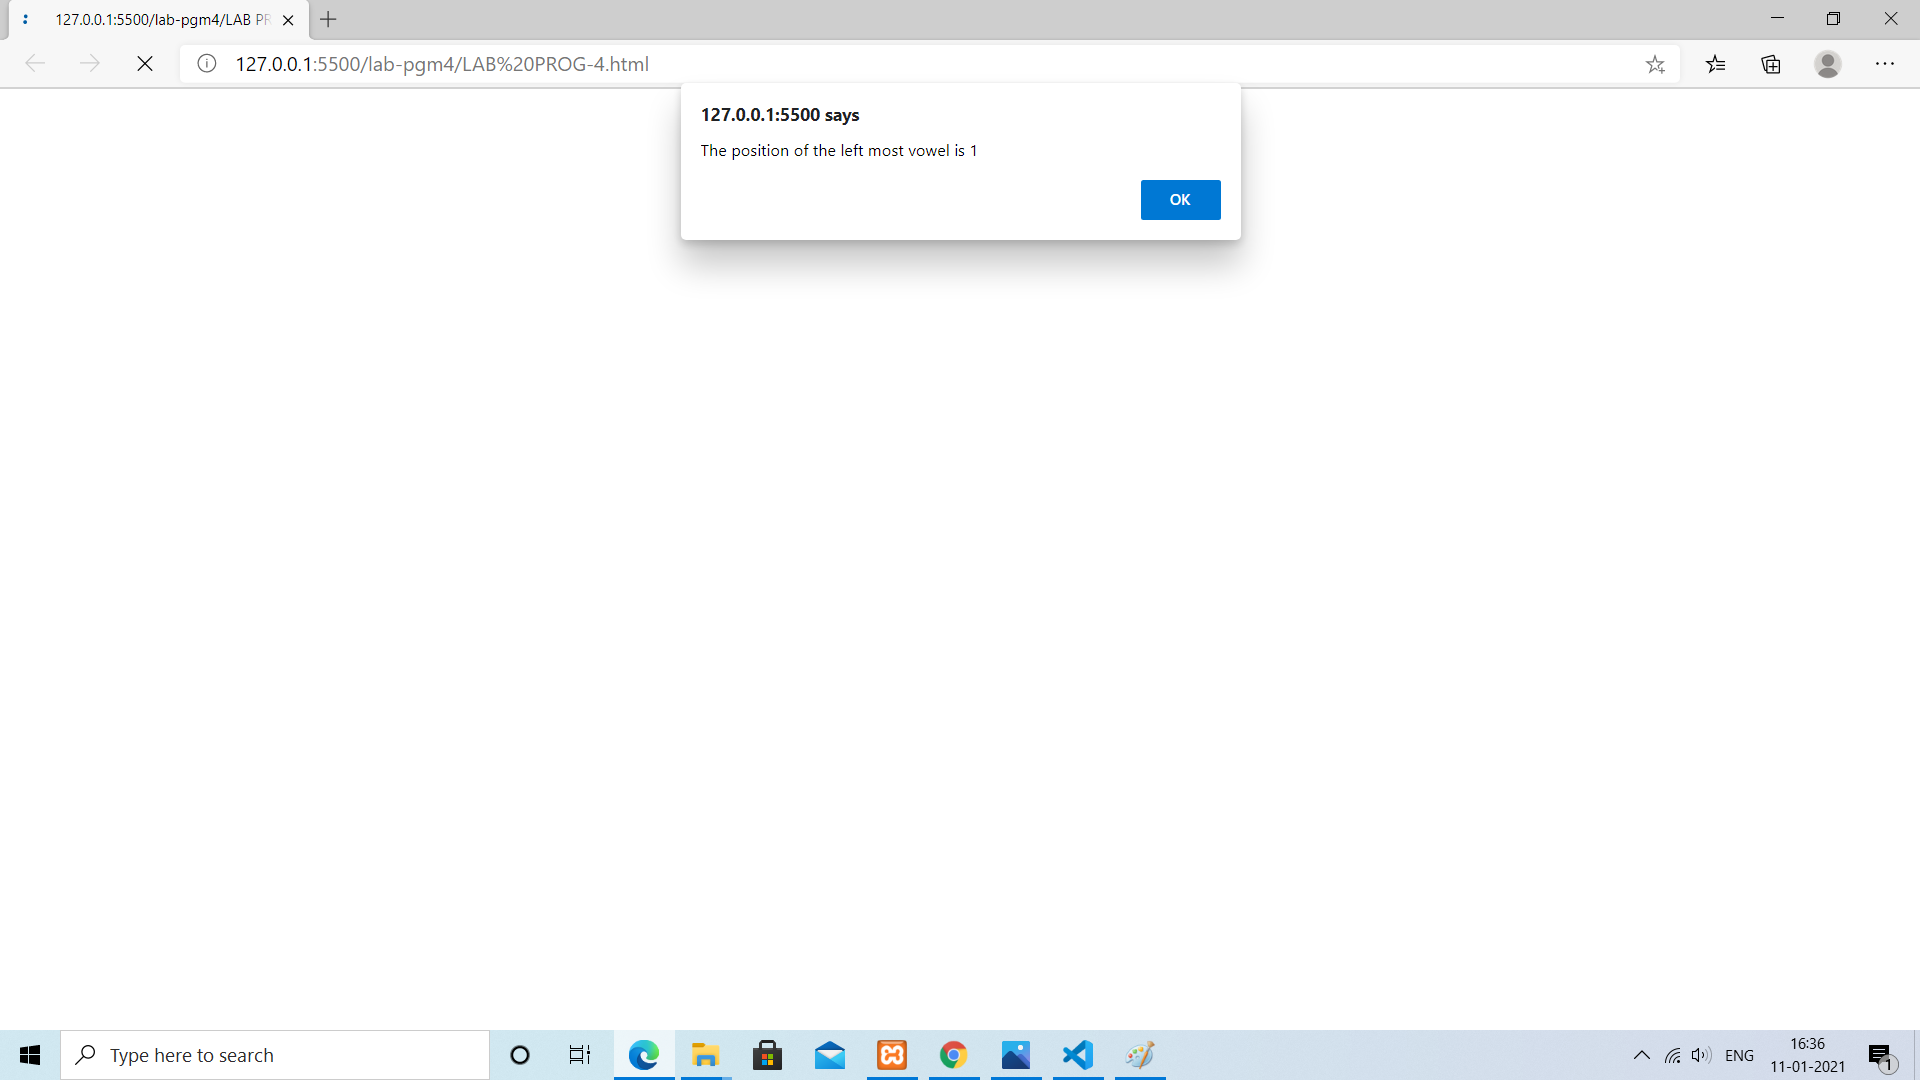 127.0.0.1:5500/lab-pgm4/LAB PR
127.0.0.1:5500/lab-pgm4/LAB%20PROG-4.html
127.0.0.1:5500 says
The position of the left most vowel is 1
OK
Type here to search
ENG
16:36
11-01-2021
1